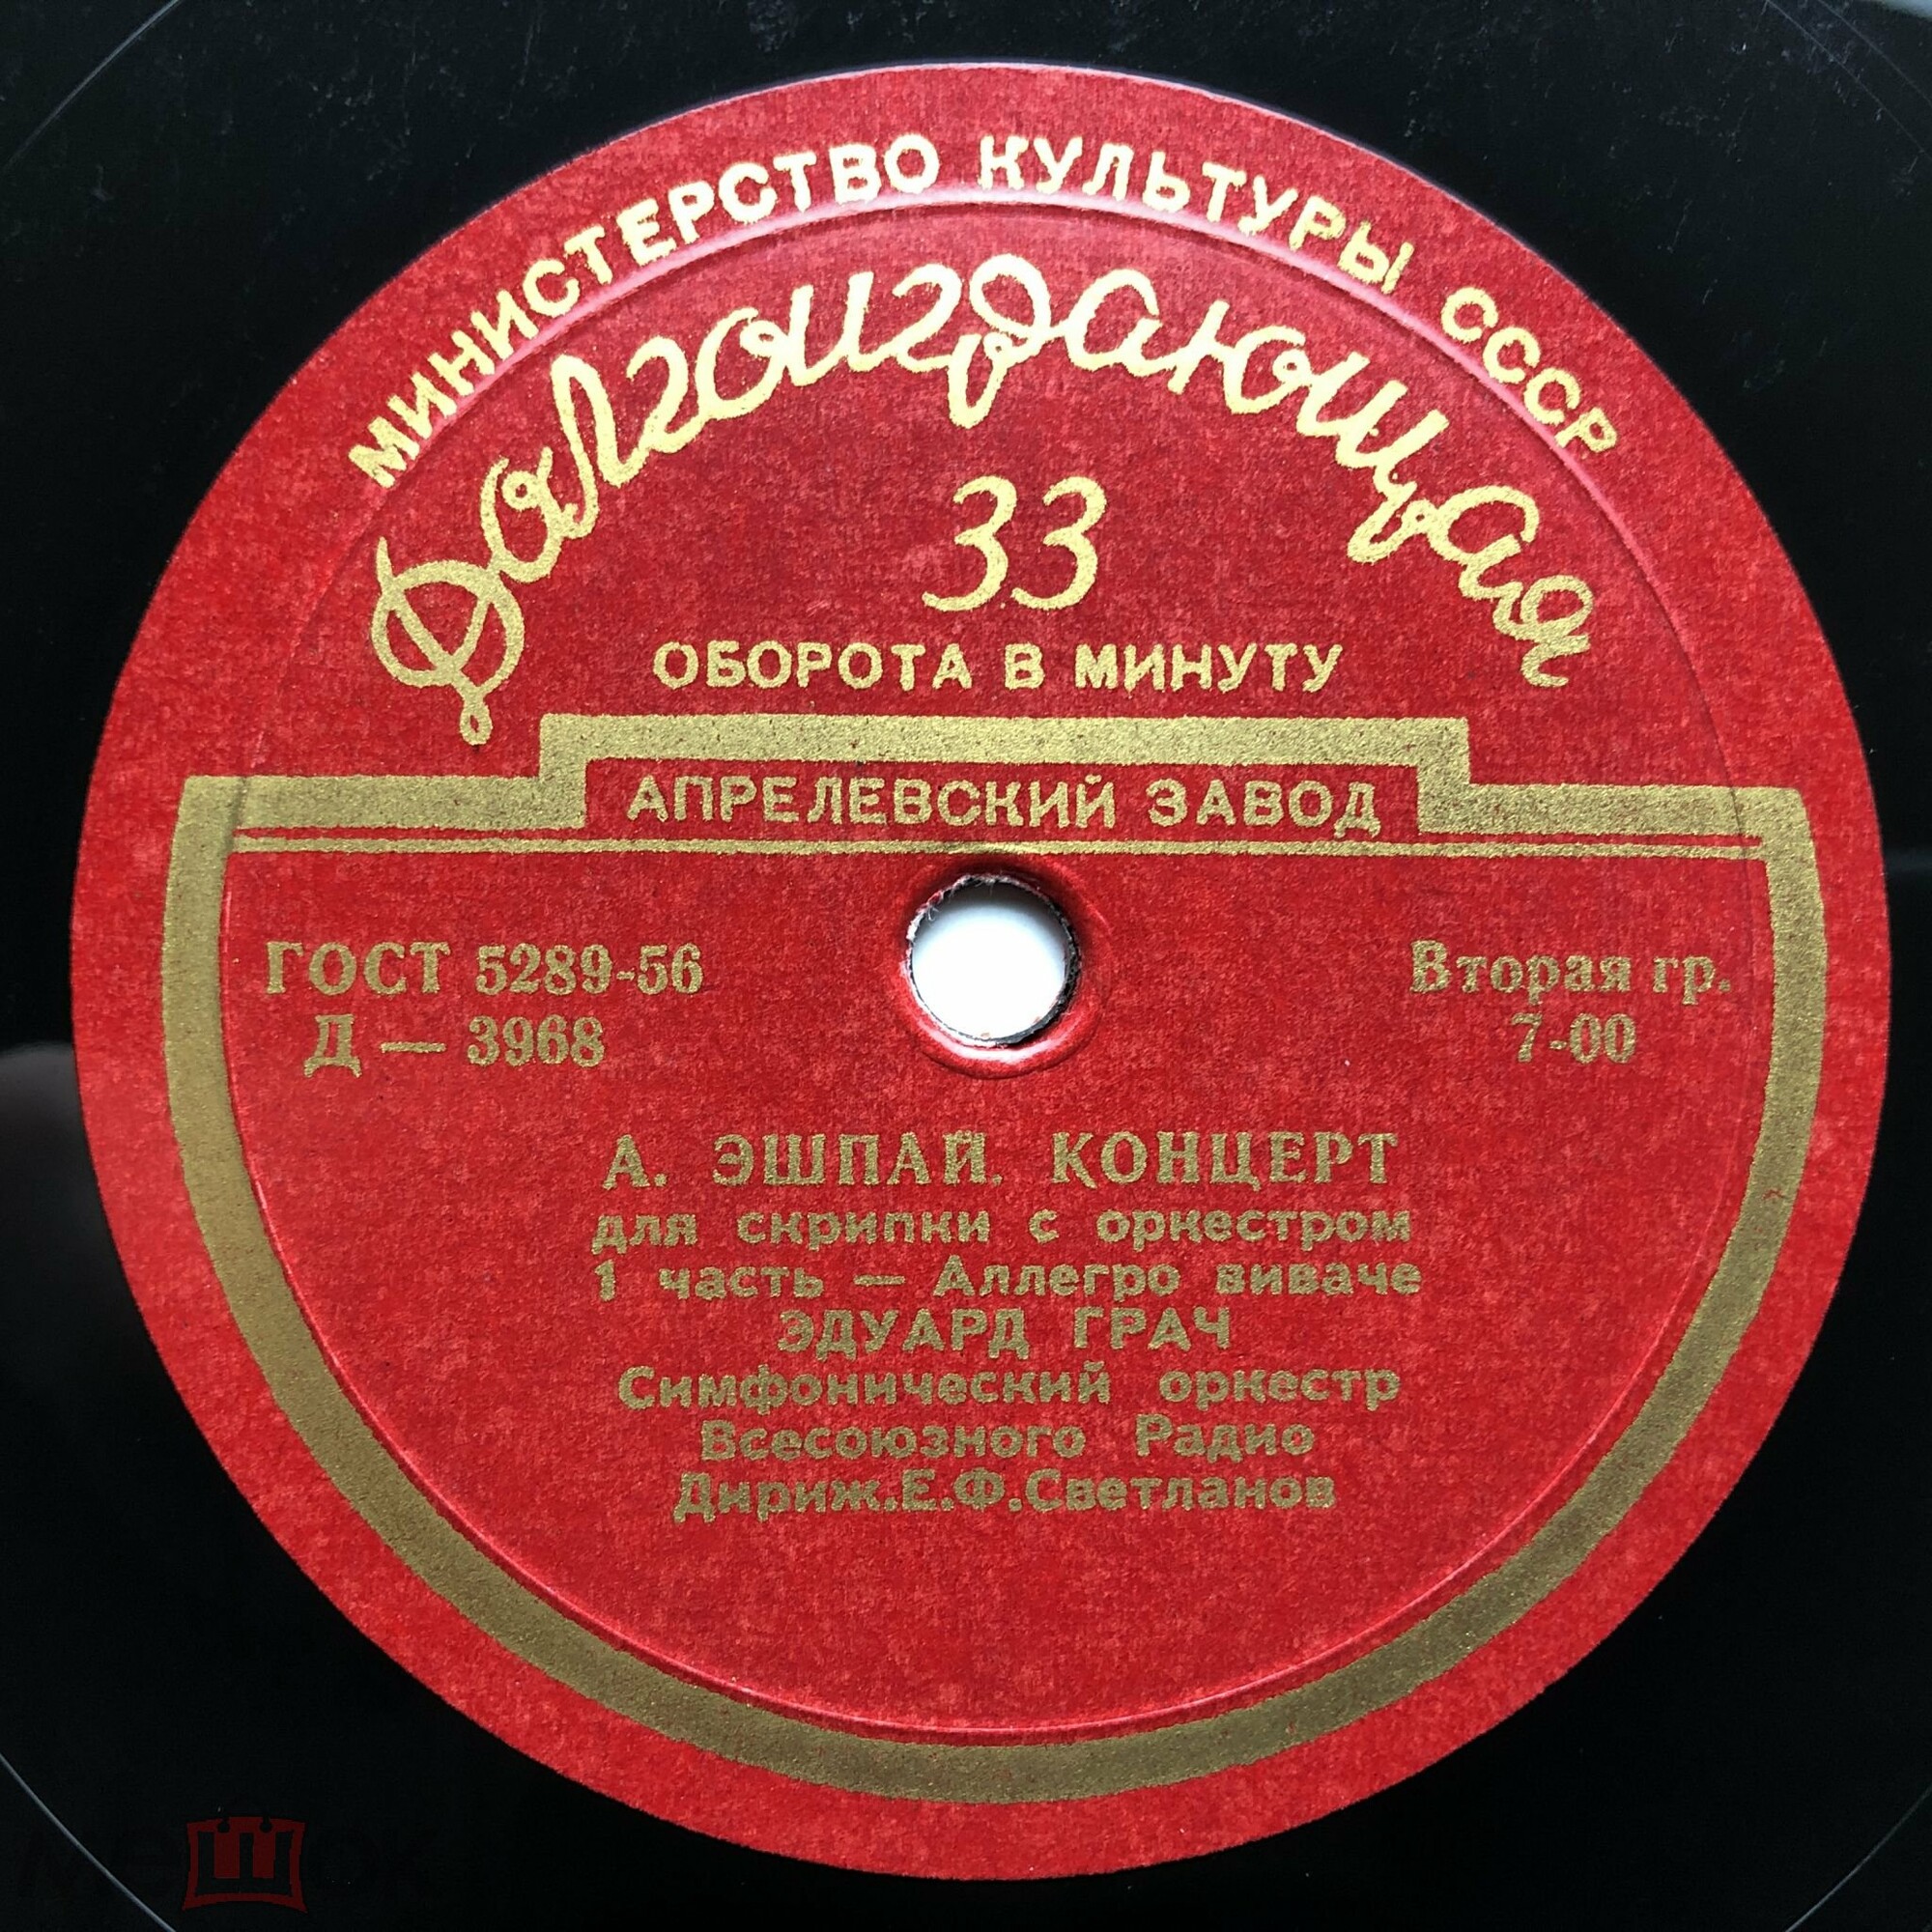 МИНИСТЕРСТВО КУЛЬТУРЫ СССР
Долгоиграющая
33
ОБОРОТА В МИНУТУ
АПРЕЛЕВСКИЙ ЗАВОД
ГОСТ 5289-56
Д — 3968
Вторая гр.
7-00
А. ЭШПАЙ. КОНЦЕРТ
для скрипки с оркестром
1 часть — Аллегро виваче
ЭДУАРД ГРАЧ
Симфонический оркестр
Всесоюзного Радио
Дириж.Е.Ф.Светланов
мешок